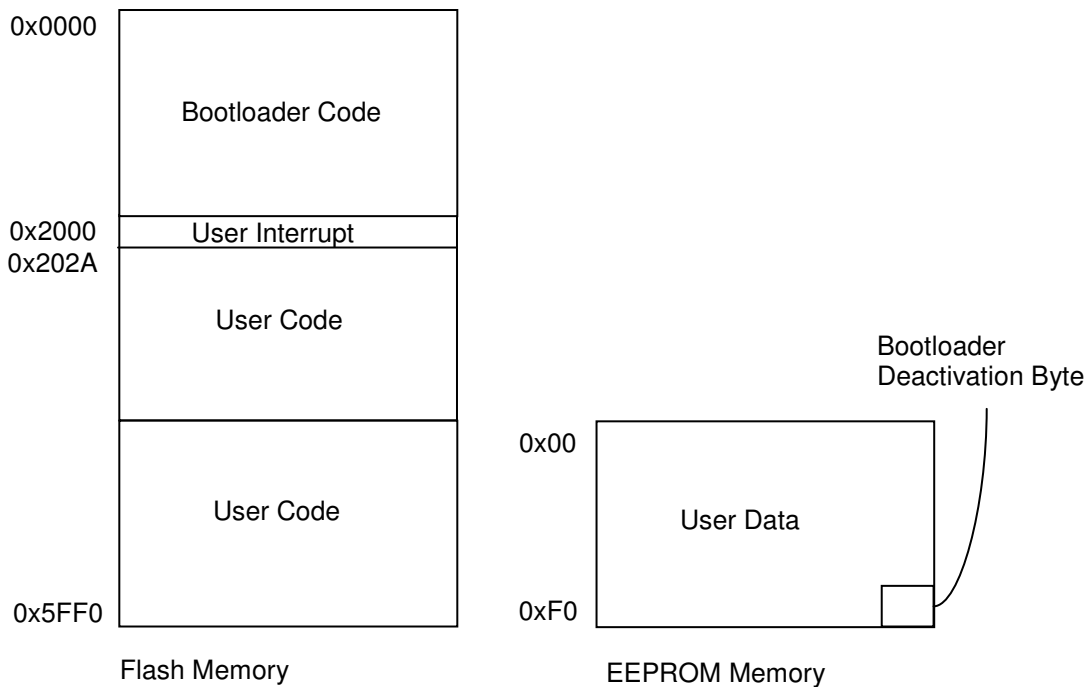 0x0000
Bootloader Code
0x2000
User Interrupt
0x202A
User Code
User Code
0x5FF0
Flash Memory
Bootloader
Deactivation Byte
0x00
User Data
0xF0
EEPROM Memory